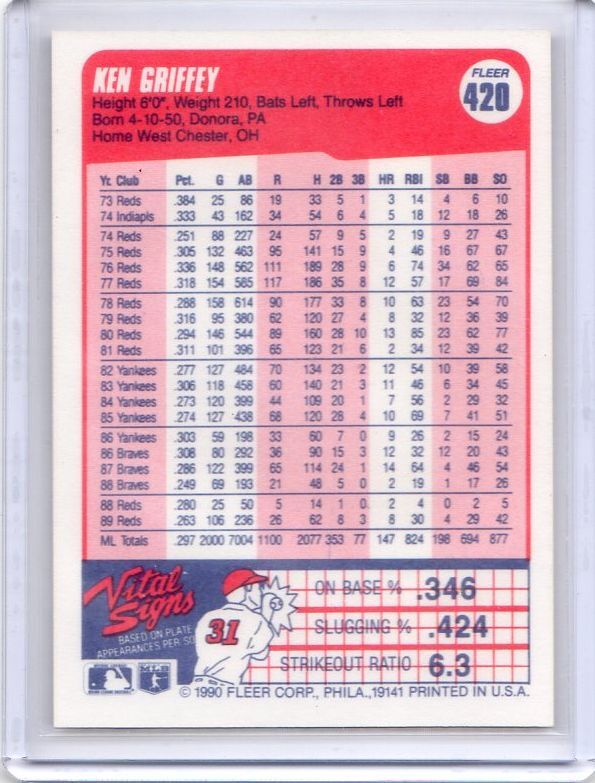 KEN GRIFFEY
FLEER
420
Height 6'0", Weight 210, Bats Left, Throws Left
Born 4-10-50, Donora, PA
Home West Chester, OH
Yr. Club Pct. G AB R H 2B 3B HR RBI SB BB SO
73 Reds .384 25 86 19 33 5 1 3 14 4 6 10
74 Indiapls .333 43 162 34 54 6 4 5 18 12 18 26
74 Reds .251 88 227 24 57 9 5 2 19 9 27 43
75 Reds .305 132 463 95 141 15 9 4 46 16 67 67
76 Reds .336 148 562 111 189 28 9 6 74 34 62 65
77 Reds .318 154 585 117 186 35 8 12 57 17 69 84
78 Reds .288 158 614 90 177 33 8 10 63 23 54 70
79 Reds .316 95 380 62 120 27 4 8 32 12 36 39
80 Reds .294 146 544 89 160 28 10 13 85 23 62 77
81 Reds .311 101 396 65 123 21 6 2 34 12 39 42
82 Yankees .277 127 484 70 134 23 2 12 54 10 39 58
83 Yankees .306 118 458 60 140 21 3 11 46 6 34 45
84 Yankees .273 120 399 44 109 20 1 7 56 2 29 32
85 Yankees .274 127 438 68 120 28 4 10 69 7 41 51
86 Yankees .303 59 198 33 60 7 0 9 26 2 15 24
86 Braves .308 80 292 36 90 15 3 12 32 12 20 43
87 Braves .286 122 399 65 114 24 1 14 64 4 46 54
88 Braves .249 69 193 21 48 5 0 2 19 1 17 26
88 Reds .280 25 50 5 14 1 0 2 4 0 2 5
89 Reds .263 106 236 26 62 8 3 8 30 4 29 42
ML Totals .297 2000 7004 1100 2077 353 77 147 824 198 694 877
Vital
Signs
BASED ON PLATE
APPEARANCES PER SO
31
ON BASE % .346
SLUGGING % .424
STRIKEOUT RATIO 6.3
© 1990 FLEER CORP., PHILA., 19141 PRINTED IN U.S.A.